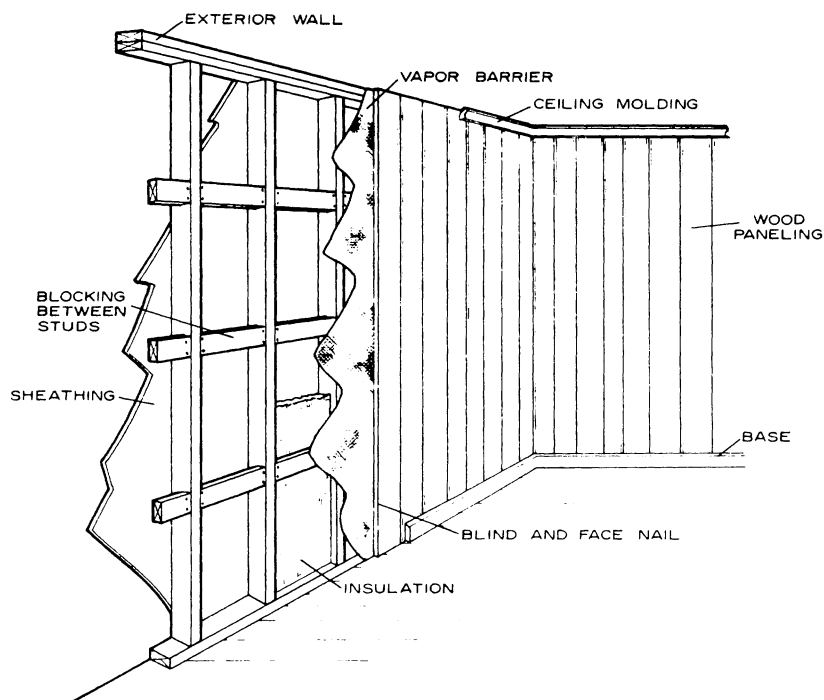 EXTERIOR WALL
VAPOR BARRIER
CEILING MOLDING
WOOD
PANELING
BLOCKING
BETWEEN
STUDS
SHEATHING
BASE
BLIND AND FACE NAIL
INSULATION